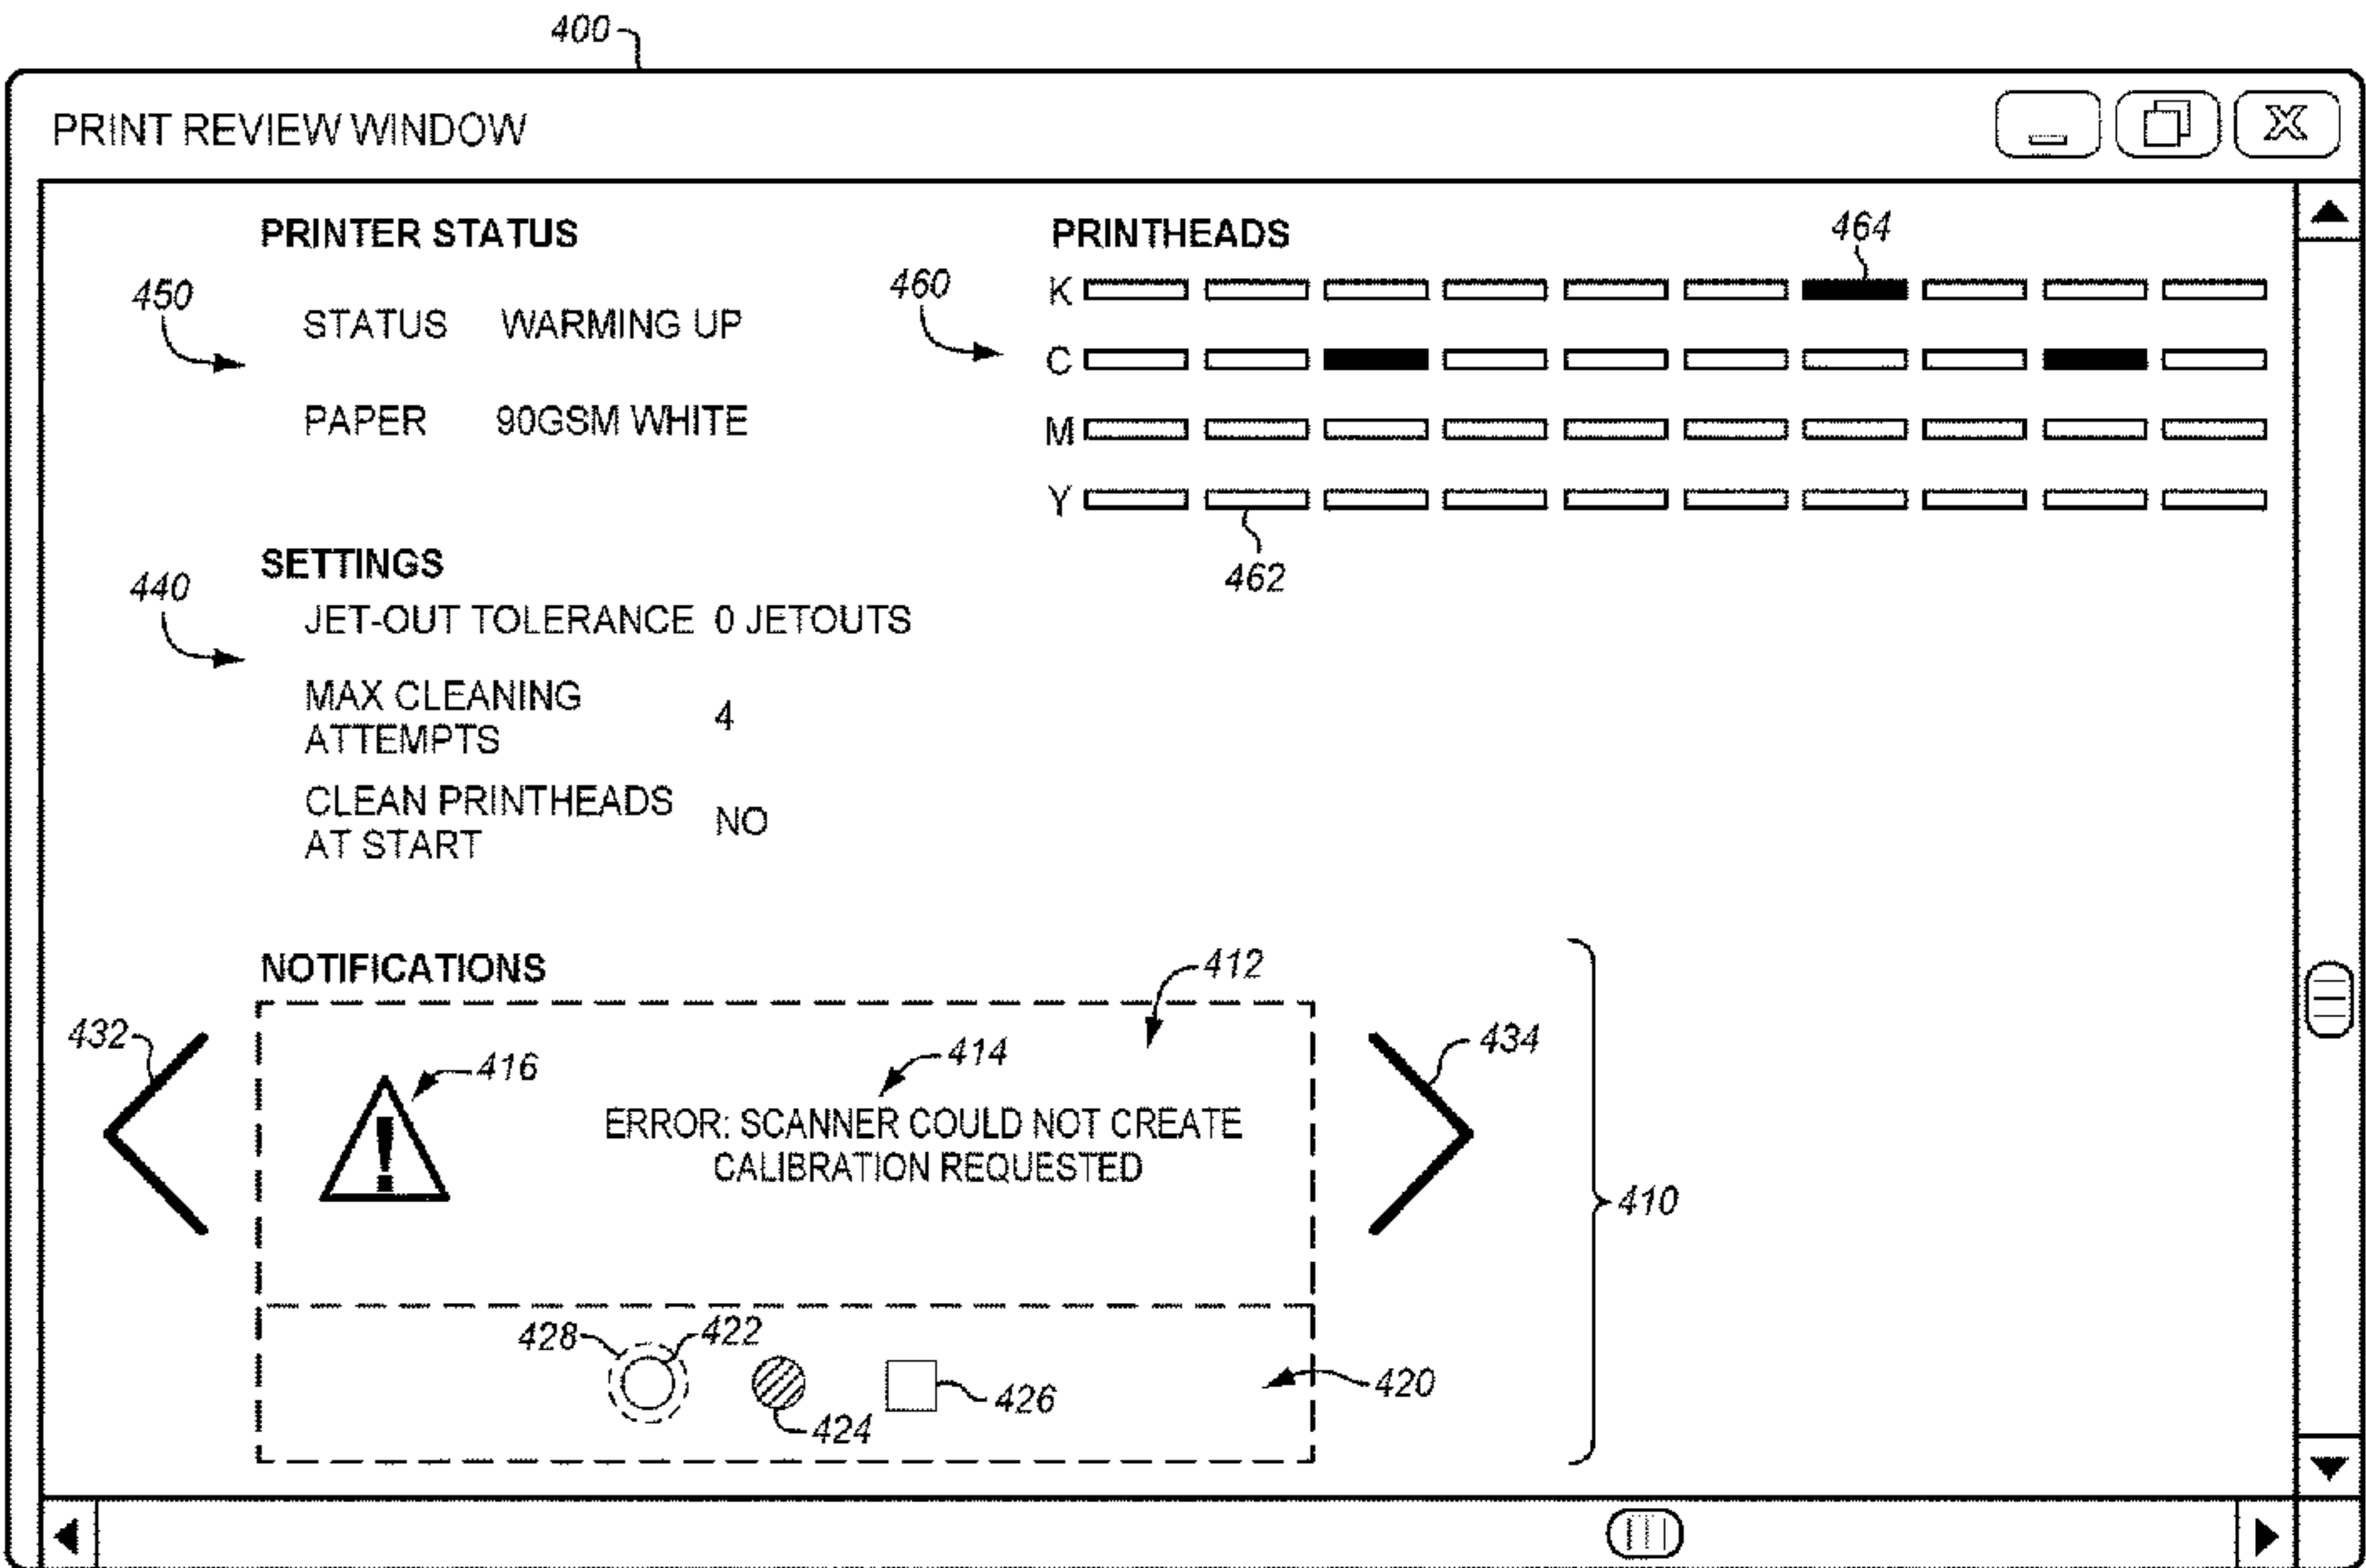 400
PRINT REVIEW WINDOW
X
PRINTER STATUS
450
STATUS WARMING UP
PAPER 90GSM WHITE
PRINTHEADS
464
460
K
C
M
Y
462
SETTINGS
440
JET-OUT TOLERANCE 0 JETOUTS
MAX CLEANING
ATTEMPTS
4
CLEAN PRINTHEADS
AT START
NO
NOTIFICATIONS
412
432
416
414
434
!
ERROR: SCANNER COULD NOT CREATE
CALIBRATION REQUESTED
410
428
422
424
426
420